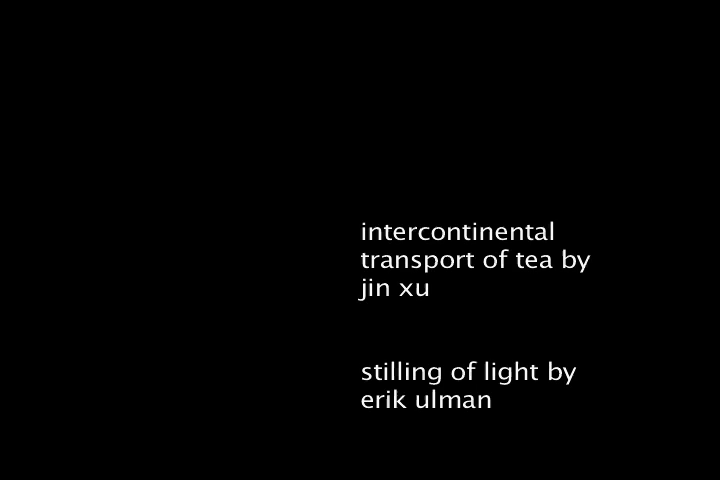 intercontinental
transport of tea by
jin xu
stilling of light by
erik ulman